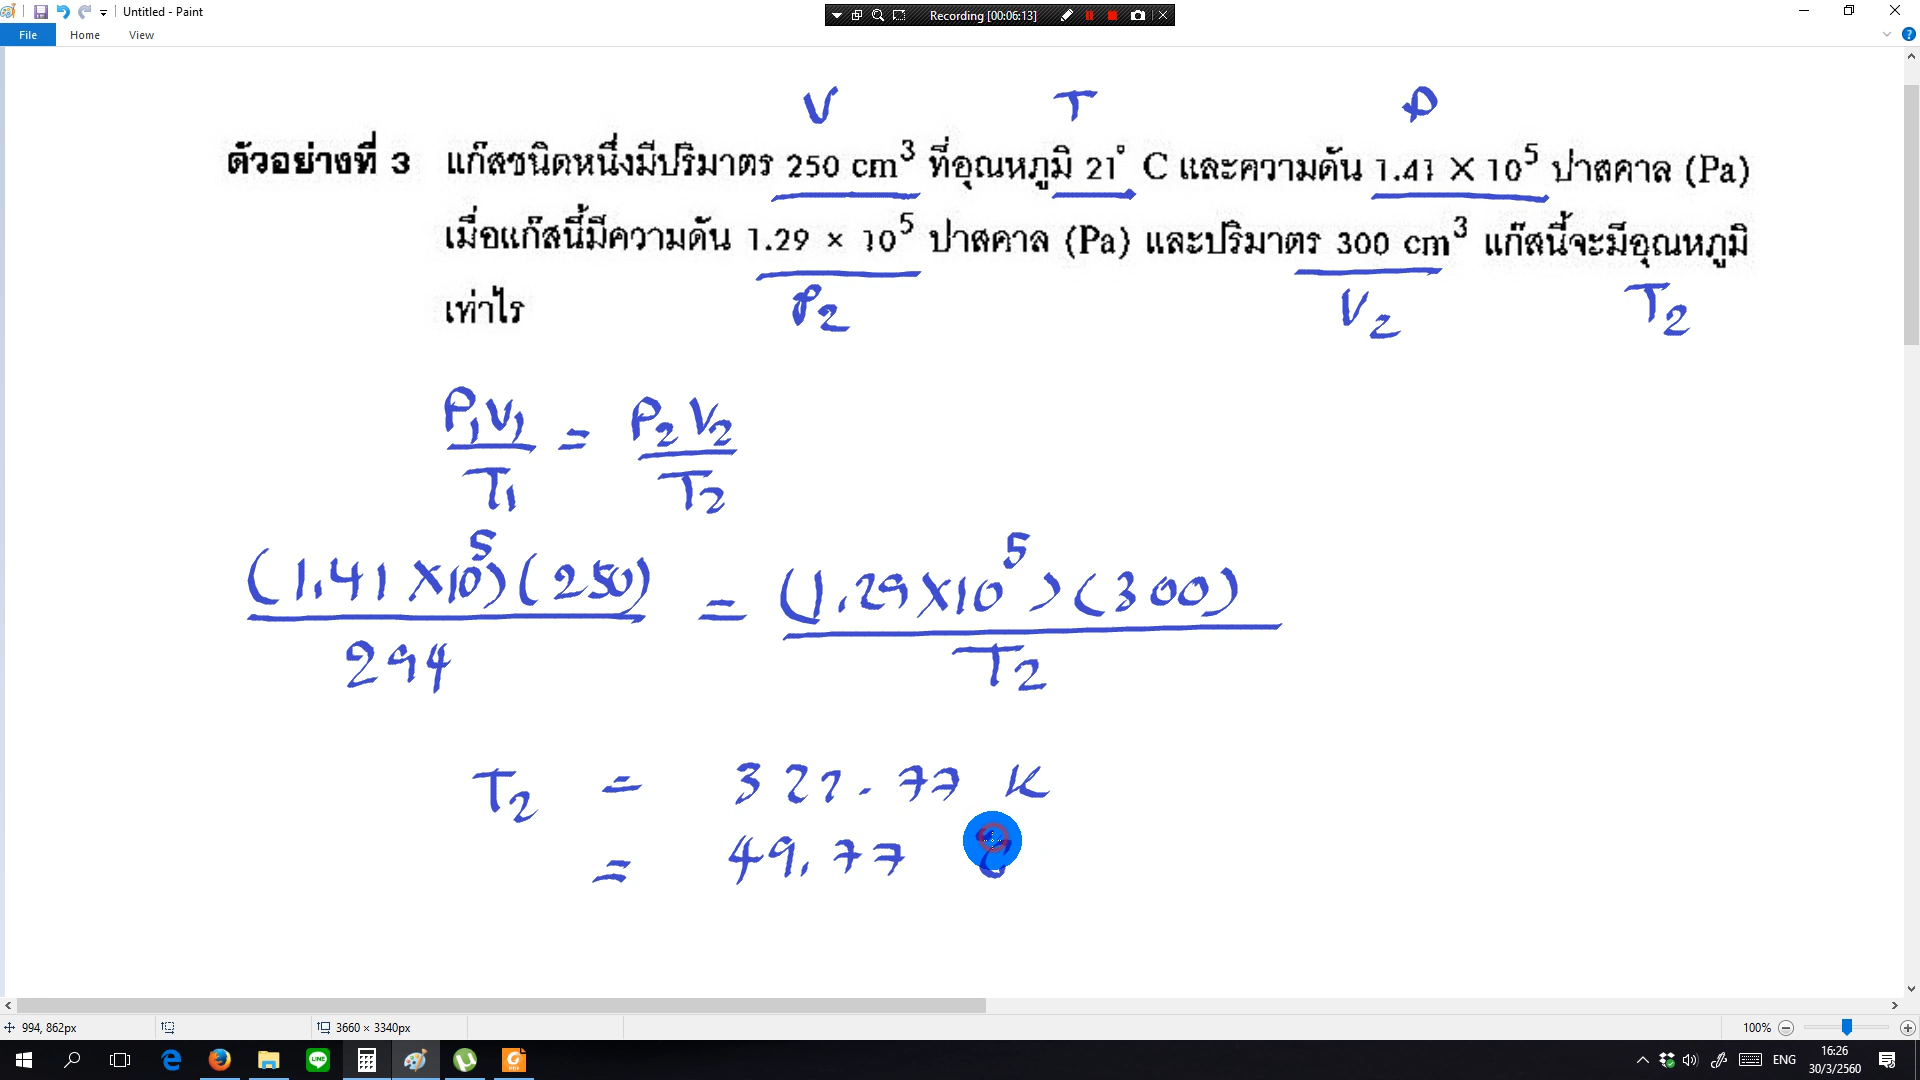 Untitled - Paint
Recording [00:06:13]
File Home View
V T P
ตัวอย่างที่ 3 แก๊สชนิดหนึ่งมีปริมาตร 250 cm³ ที่อุณหภูมิ 21° C และความดัน 1.41 × 10⁵ ปาสคาล (Pa)
เมื่อแก๊สนี้มีความดัน 1.29 × 10⁵ ปาสคาล (Pa) และปริมาตร 300 cm³ แก๊สนี้จะมีอุณหภูมิ
เท่าไร
P₂ V₂ T₂
P₁V₁ = P₂V₂
T₁ T₂
(1.41×10⁵)(250) = (1.29×10⁵)(300)
294 T₂
T₂ = 322.77 K
= 49.77
994, 862px 3660 × 3340px 100%
LINE ENG 16:26
30/3/2560